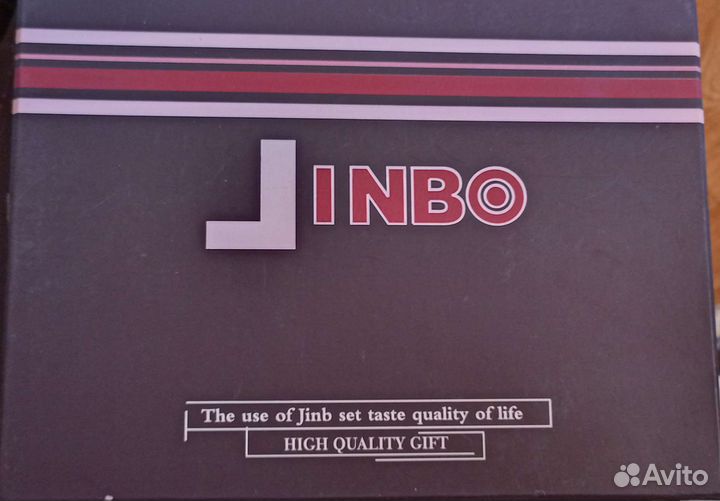 JINBO
The use of Jinb set taste quality of life
HIGH QUALITY GIFT
Avito